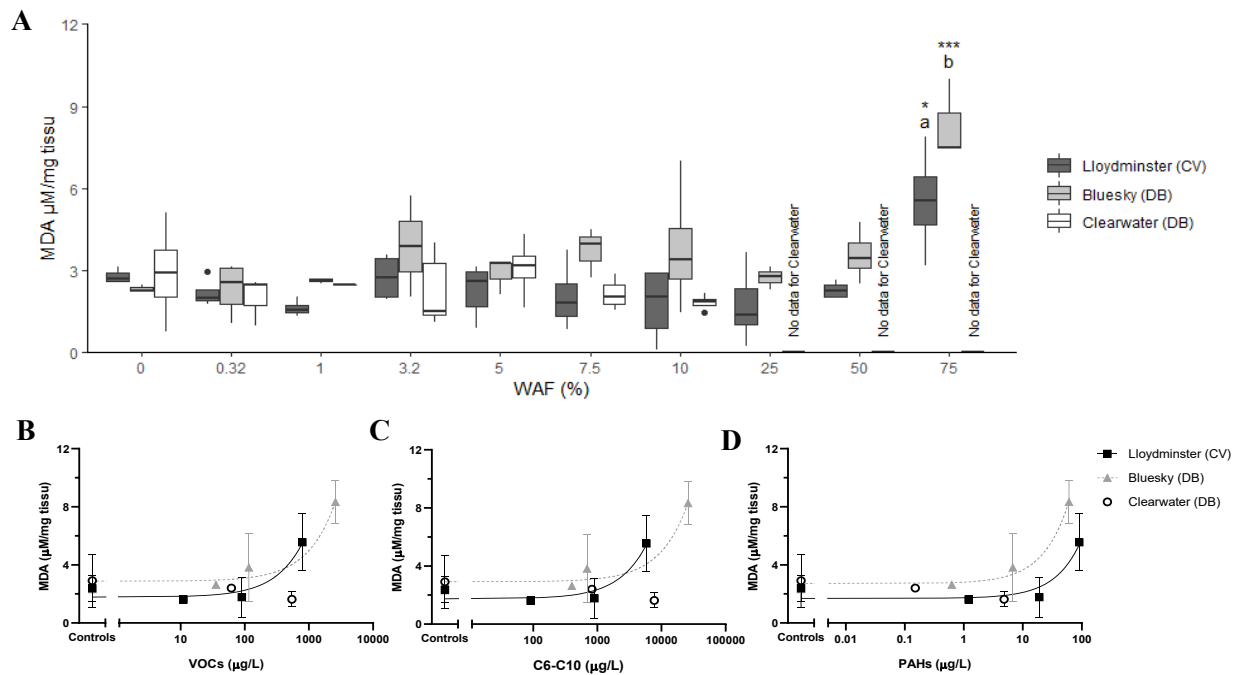 A
MDA µM/mg tissu
12
9
6
3
0
***
b
*
a
No data for Clearwater
No data for Clearwater
No data for Clearwater
0 0.32 1 3.2 5 7.5 10 25 50 75
WAF (%)
Lloydminster (CV)
Bluesky (DB)
Clearwater (DB)
B
MDA (µM/mg tissu)
12
8
4
0
Controls 10 100 1000 10000
VOCs (µg/L)
C
MDA (µM/mg tissu)
12
8
4
0
Controls 100 1000 10000 100000
C6-C10 (µg/L)
D
MDA (µM/mg tissu)
12
8
4
0
Controls 0.01 0.1 1 10 100
PAHs (µg/L)
Lloydminster (CV)
Bluesky (DB)
Clearwater (DB)